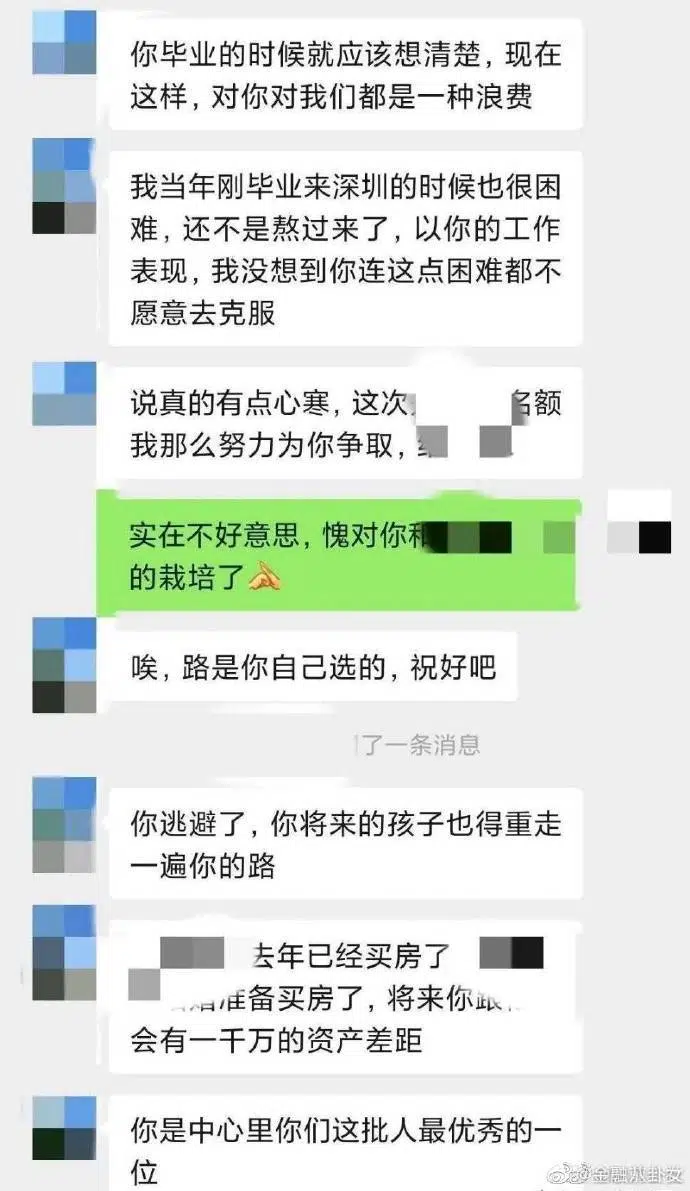 你毕业的时候就应该想清楚，现在
这样，对你对我们都是一种浪费
我当年刚毕业来深圳的时候也很困
难，还不是熬过来了，以你的工作
表现，我没想到你连这点困难都不
愿意去克服
说真的有点心寒，这次 名额
我那么努力为你争取，
实在不好意思，愧对你和
的栽培了
唉，路是你自己选的，祝好吧
了一条消息
你逃避了，你将来的孩子也得重走
一遍你的路
去年已经买房了
准备买房了，将来你跟
会有一千万的资产差距
你是中心里你们这批人最优秀的一
位
@金融八卦女